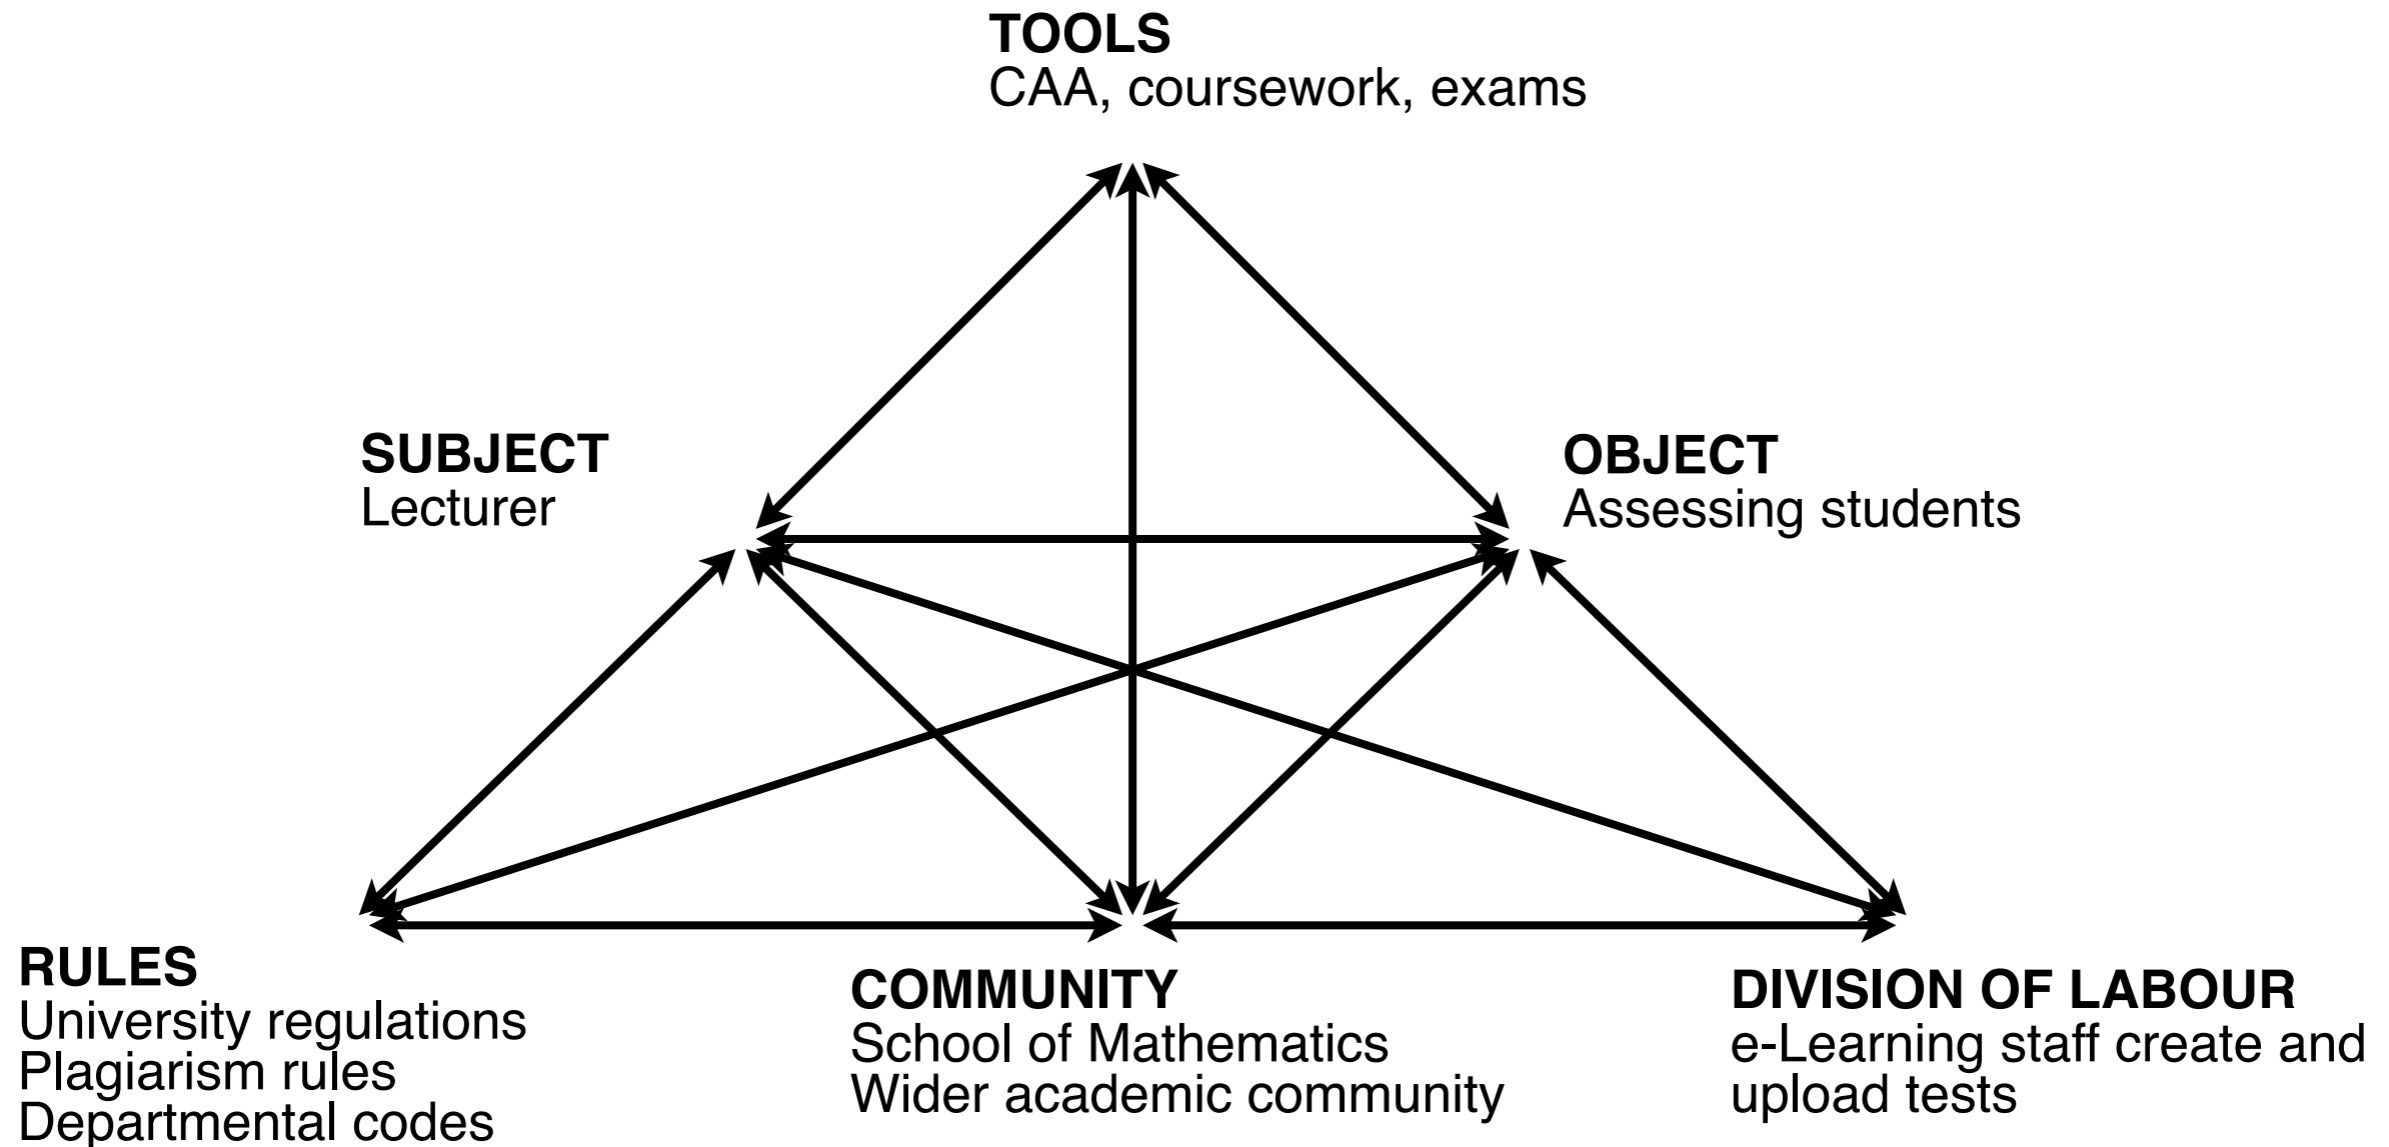 TOOLS
CAA, coursework, exams
SUBJECT
Lecturer
OBJECT
Assessing students
RULES
University regulations
Plagiarism rules
Departmental codes
COMMUNITY
School of Mathematics
Wider academic community
DIVISION OF LABOUR
e-Learning staff create and
upload tests